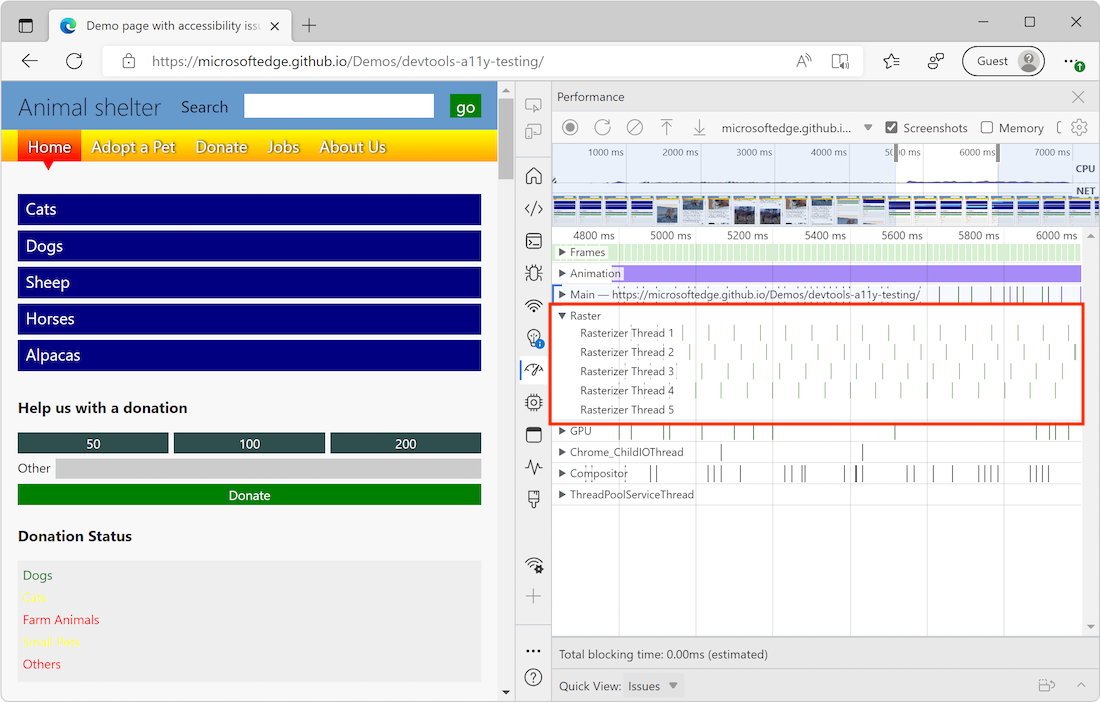 Demo page with accessibility issu
https://microsoftedge.github.io/Demos/devtools-a11y-testing/
Guest
Animal shelter
Search
go
Home
Adopt a Pet
Donate
Jobs
About Us
Cats
Dogs
Sheep
Horses
Alpacas
Help us with a donation
50
100
200
Other
Donate
Donation Status
Dogs
Cats
Farm Animals
Small Pets
Others
Performance
microsoftedge.github.i...
Screenshots
Memory
1000 ms
2000 ms
3000 ms
4000 ms
6000 ms
7000 ms
CPU
NET
4800 ms
5000 ms
5200 ms
5400 ms
5600 ms
5800 ms
6000 ms
Frames
Animation
Main — https://microsoftedge.github.io/Demos/devtools-a11y-testing/
Raster
Rasterizer Thread 1
Rasterizer Thread 2
Rasterizer Thread 3
Rasterizer Thread 4
Rasterizer Thread 5
GPU
Chrome_ChildIOThread
Compositor
ThreadPoolServiceThread
Total blocking time: 0.00ms (estimated)
Quick View: Issues